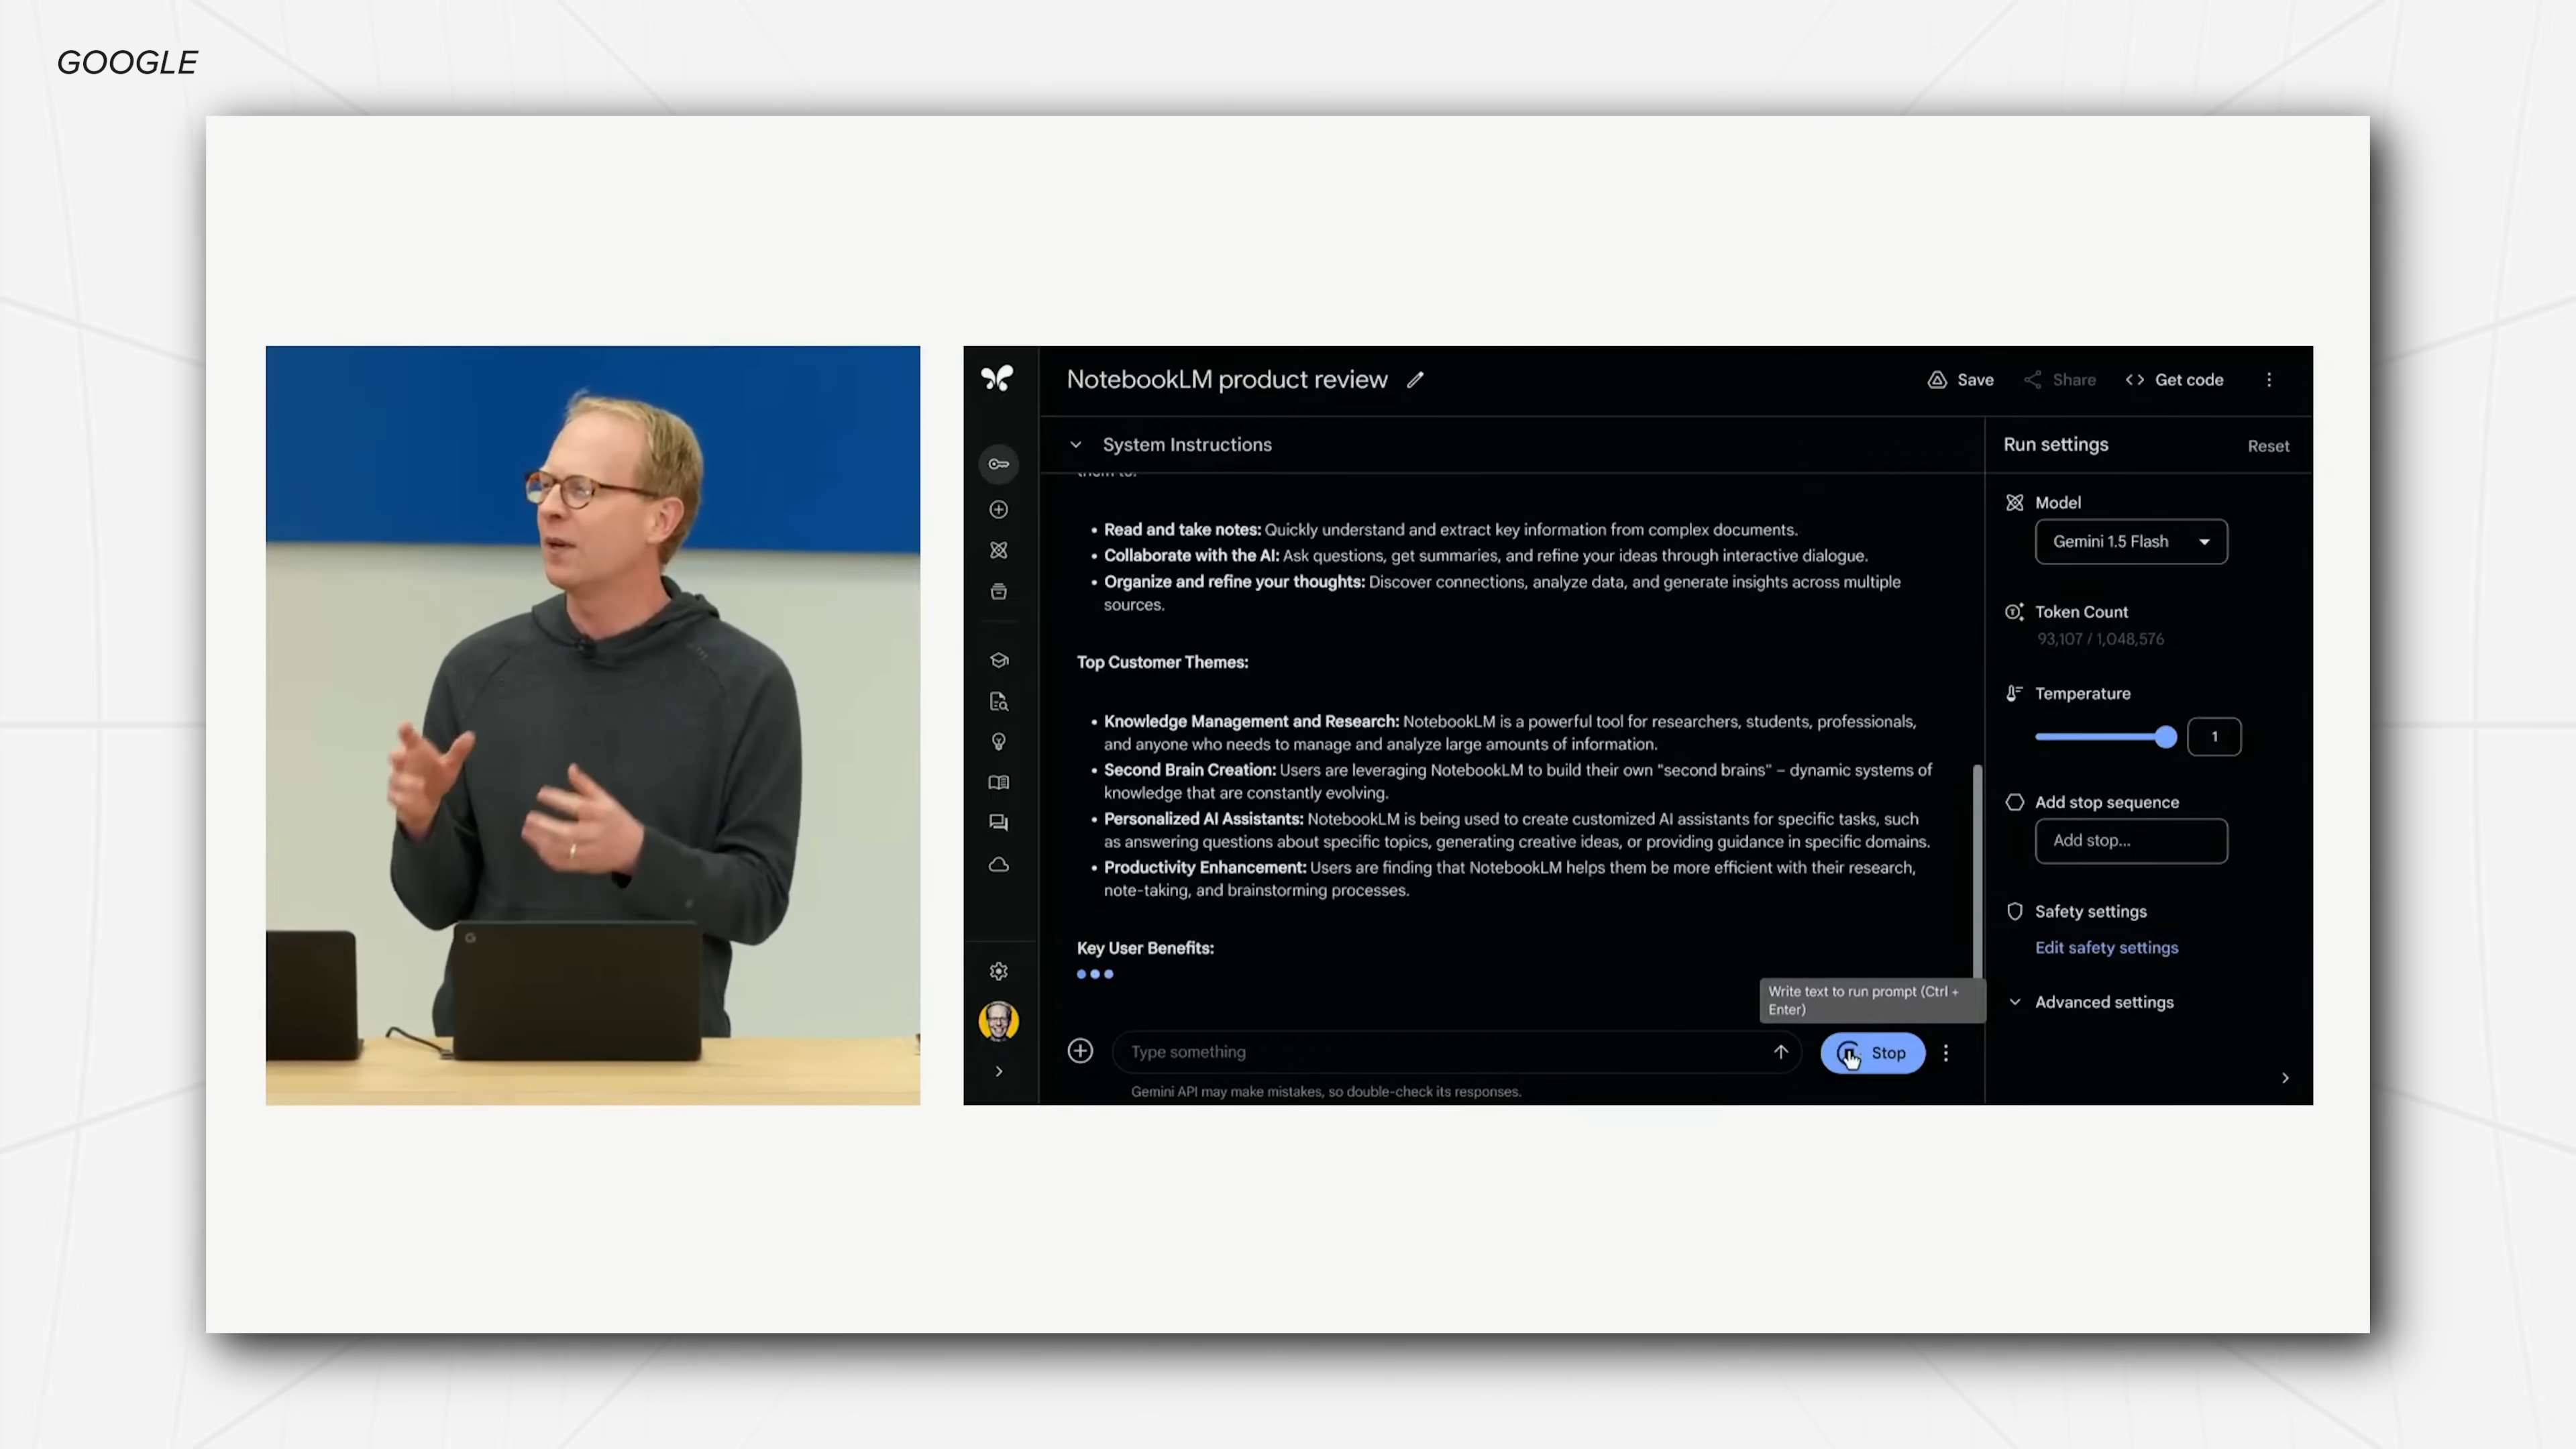 GOOGLE
NotebookLM product review
Save
Share
Get code
System Instructions
them to:
• Read and take notes: Quickly understand and extract key information from complex documents.
• Collaborate with the AI: Ask questions, get summaries, and refine your ideas through interactive dialogue.
• Organize and refine your thoughts: Discover connections, analyze data, and generate insights across multiple
sources.
Top Customer Themes:
• Knowledge Management and Research: NotebookLM is a powerful tool for researchers, students, professionals,
and anyone who needs to manage and analyze large amounts of information.
• Second Brain Creation: Users are leveraging NotebookLM to build their own "second brains" – dynamic systems of
knowledge that are constantly evolving.
• Personalized AI Assistants: NotebookLM is being used to create customized AI assistants for specific tasks, such
as answering questions about specific topics, generating creative ideas, or providing guidance in specific domains.
• Productivity Enhancement: Users are finding that NotebookLM helps them be more efficient with their research,
note-taking, and brainstorming processes.
Key User Benefits:
Write text to run prompt (Ctrl +
Enter)
Type something
Stop
Gemini API may make mistakes, so double-check its responses.
Run settings
Reset
Model
Gemini 1.5 Flash
Token Count
93,107 / 1,048,576
Temperature
1
Add stop sequence
Add stop...
Safety settings
Edit safety settings
Advanced settings